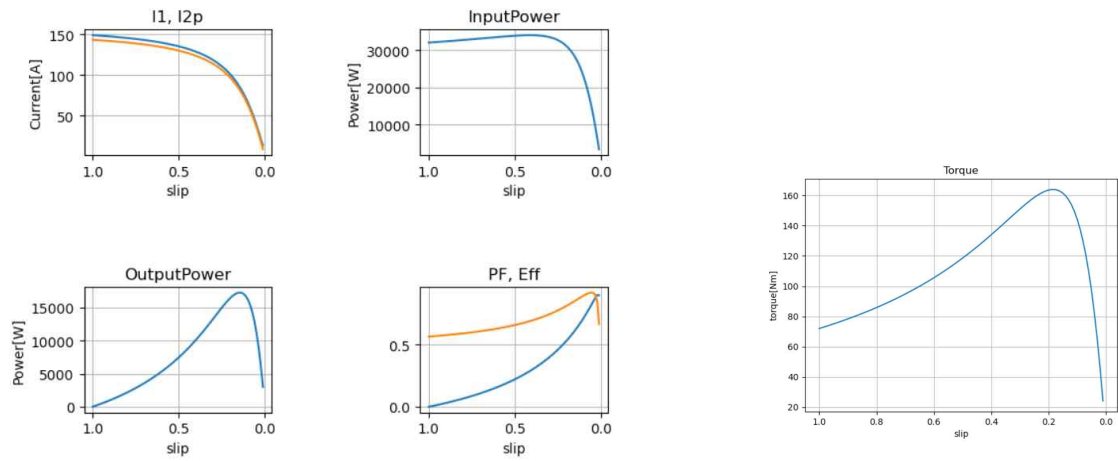 I1, I2p
150
100
50
Current[A]
1.0 0.5 0.0
slip
InputPower
30000
20000
10000
Power[W]
1.0 0.5 0.0
slip
OutputPower
15000
10000
5000
0
Power[W]
1.0 0.5 0.0
slip
PF, Eff
0.5
0.0
1.0 0.5 0.0
slip
Torque
160
140
120
100
80
60
40
20
torque[Nm]
1.0 0.8 0.6 0.4 0.2 0.0
slip